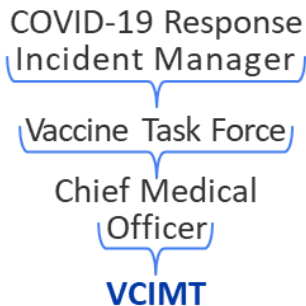 COVID-19 Response
Incident Manager
Vaccine Task Force
Chief Medical
Officer
VCIMT